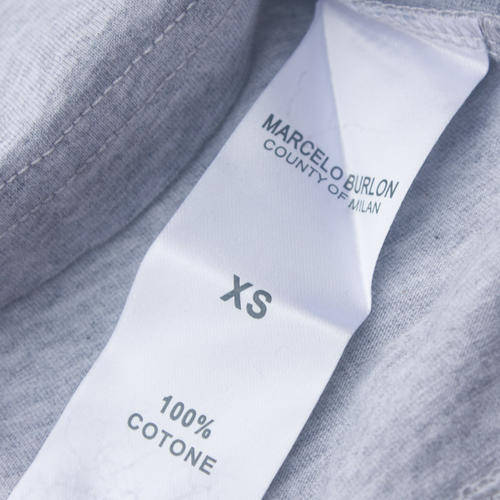 MARCELO BURLON
COUNTY OF MILAN
XS
100%
COTONE